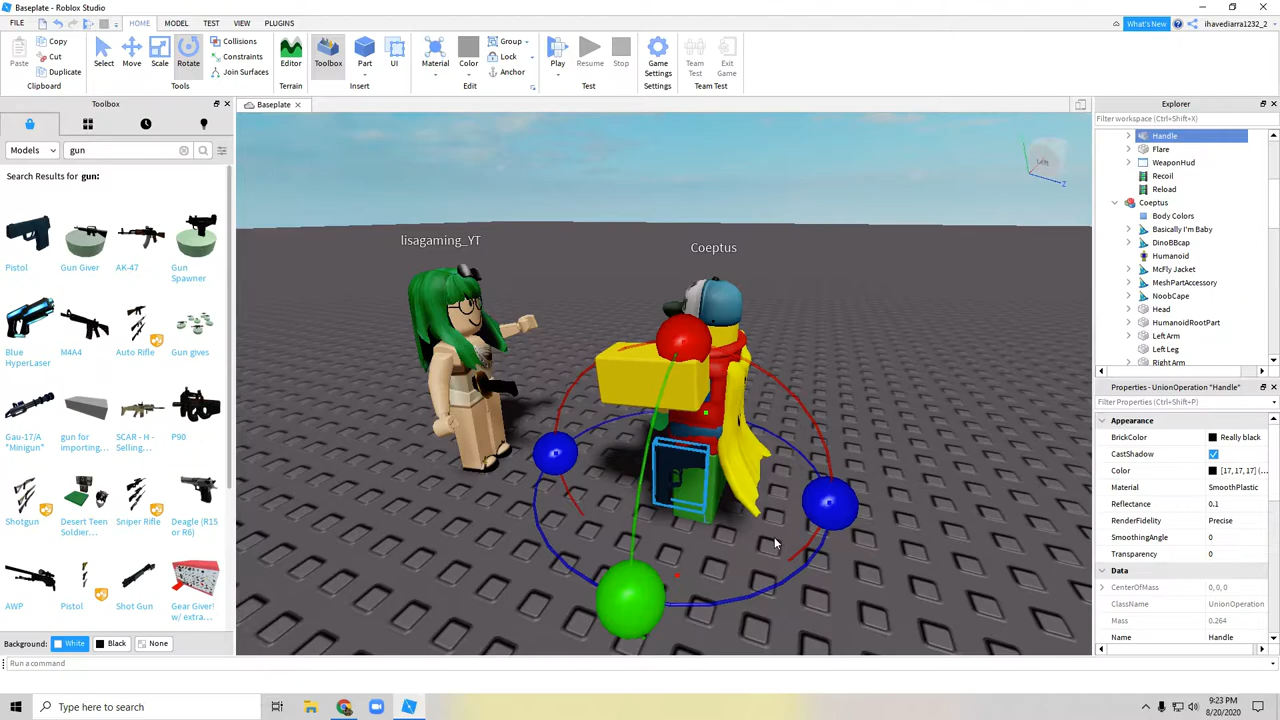 Baseplate - Roblox Studio
FILE HOME MODEL TEST VIEW PLUGINS What's New ihavediarra1232_2
Paste Copy Cut Duplicate Select Move Scale Rotate Collisions Constraints Join Surfaces Editor Toolbox Part UI Material Color Group Lock Anchor Play Resume Stop Game Settings Team Test Exit Game
Clipboard Tools Terrain Insert Edit Test Settings Team Test
Toolbox
Models gun
Search Results for gun:
Pistol Gun Giver AK-47 Gun Spawner
Blue HyperLaser M4A4 Auto Rifle Gun gives
Gau-17/A "Minigun" gun for importing... SCAR - H - Selling... P90
Shotgun Desert Teen Soldier... Sniper Rifle Deagle (R15 or R6)
AWP Pistol Shot Gun Gear Giver! w/ extra...
Background: White Black None
Run a command
Baseplate
lisagaming_YT
Coeptus
Left
Z
Explorer
Filter workspace (Ctrl+Shift+X)
Handle
Flare
WeaponHud
Recoil
Reload
Coeptus
Body Colors
Basically I'm Baby
DinoBBcap
Humanoid
McFly Jacket
MeshPartAccessory
NoobCape
Head
HumanoidRootPart
Left Arm
Left Leg
Right Arm
Properties - UnionOperation "Handle"
Filter Properties (Ctrl+Shift+P)
Appearance
BrickColor Really black
CastShadow
Color [17, 17, 17] (...
Material SmoothPlastic
Reflectance 0.1
RenderFidelity Precise
SmoothingAngle 0
Transparency 0
Data
CenterOfMass 0, 0, 0
ClassName UnionOperation
Mass 0.264
Name Handle
Type here to search
9:23 PM
8/20/2020